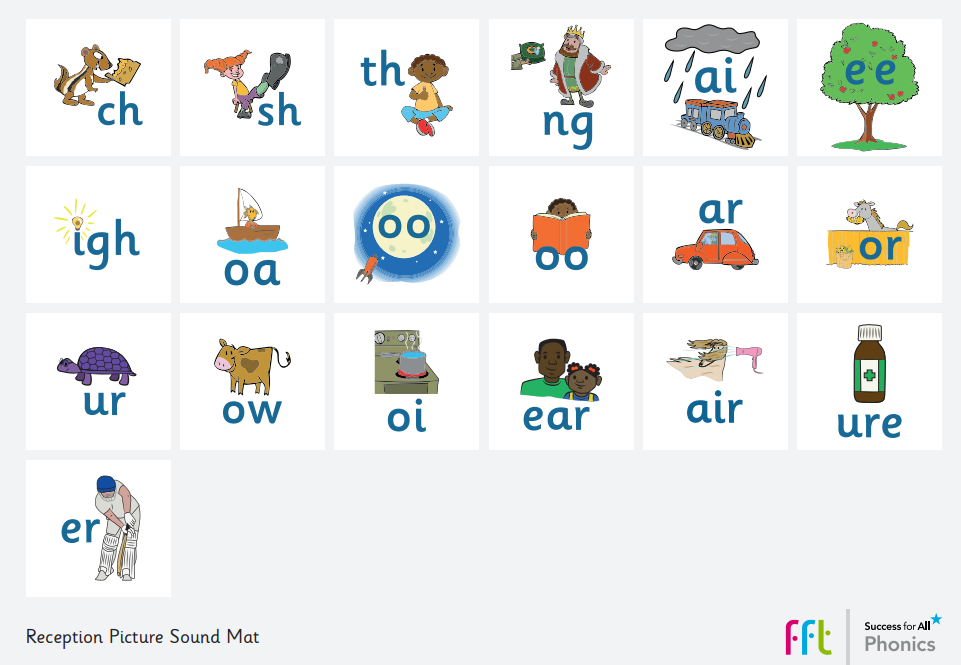 ch
sh
th
ng
ai
ee
igh
oa
oo
oo
ar
or
ur
ow
oi
ear
air
ure
er
Reception Picture Sound Mat
fft
Success for All
Phonics